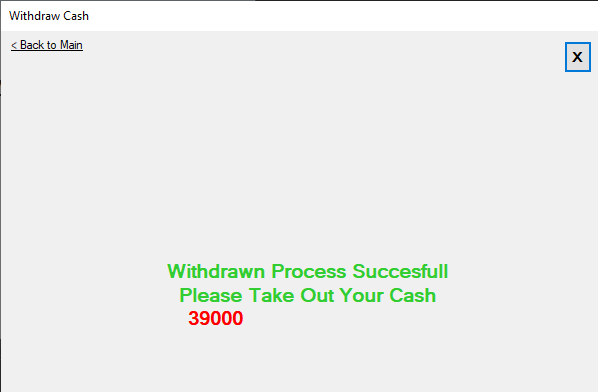 Withdraw Cash
< Back to Main
X
Withdrawn Process Succesfull
Please Take Out Your Cash
39000